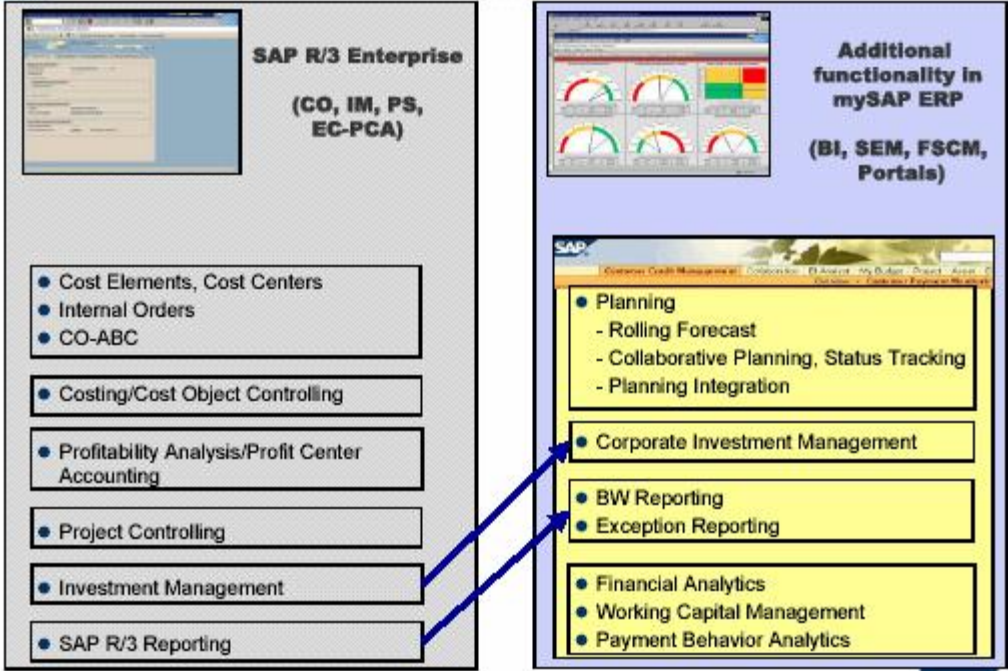 SAP R/3 Enterprise
(CO, IM, PS,
EC-PCA)
● Cost Elements, Cost Centers
● Internal Orders
● CO-ABC
● Costing/Cost Object Controlling
● Profitability Analysis/Profit Center
Accounting
● Project Controlling
● Investment Management
● SAP R/3 Reporting
Additional
functionality in
mySAP ERP
(BI, SEM, FSCM,
Portals)
SAP
● Planning
- Rolling Forecast
- Collaborative Planning, Status Tracking
- Planning Integration
● Corporate Investment Management
● BW Reporting
● Exception Reporting
● Financial Analytics
● Working Capital Management
● Payment Behavior Analytics